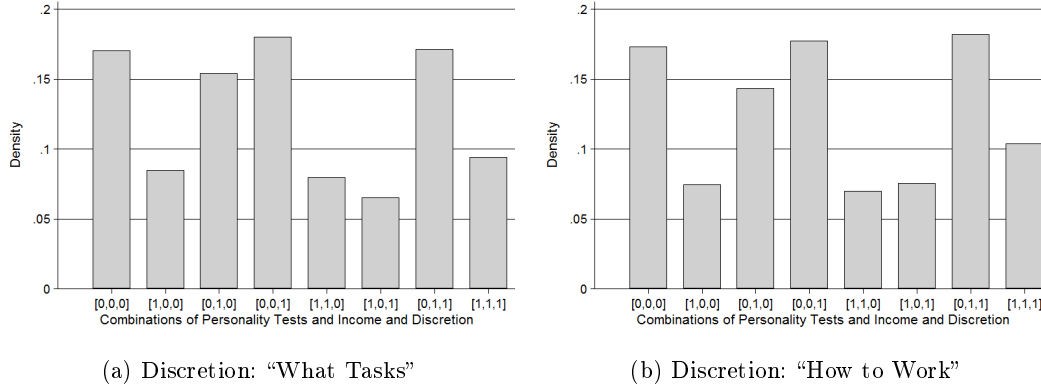 .2
.15
.1
.05
0
Density
[0,0,0] [1,0,0] [0,1,0] [0,0,1] [1,1,0] [1,0,1] [0,1,1] [1,1,1]
Combinations of Personality Tests and Income and Discretion
(a) Discretion: “What Tasks”
.2
.15
.1
.05
0
Density
[0,0,0] [1,0,0] [0,1,0] [0,0,1] [1,1,0] [1,0,1] [0,1,1] [1,1,1]
Combinations of Personality Tests and Income and Discretion
(b) Discretion: “How to Work”